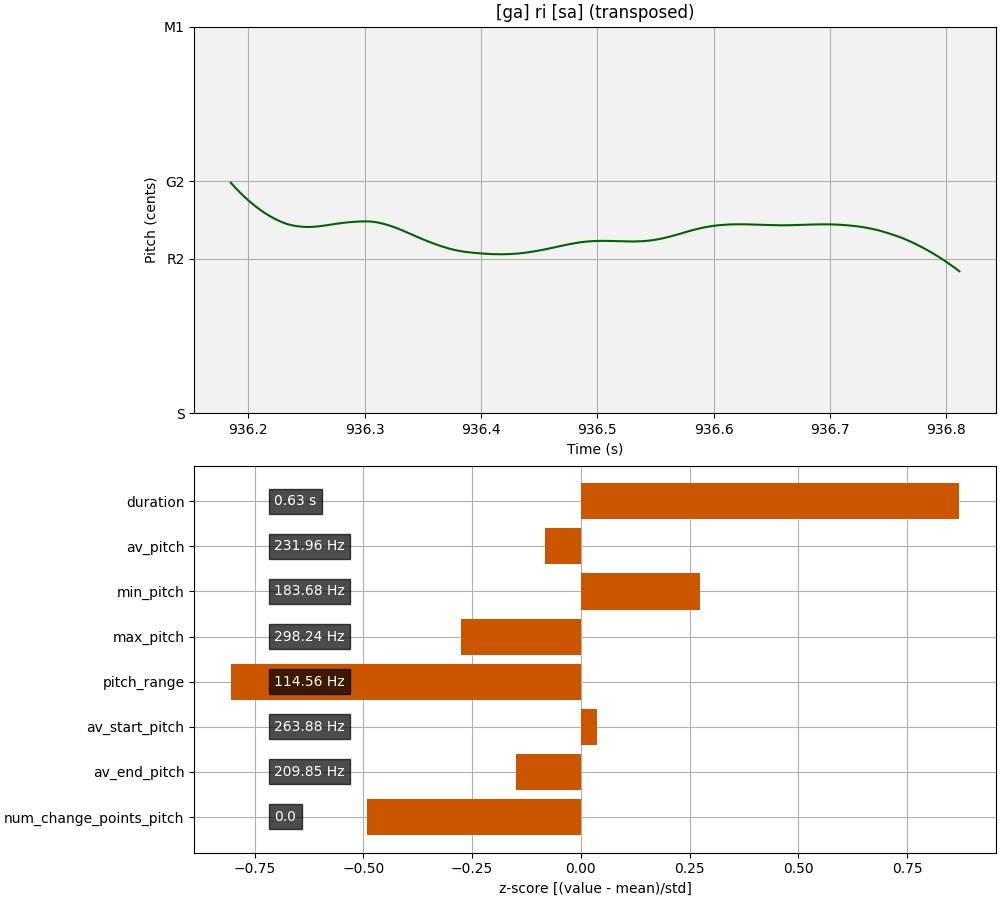 [ga] ri [sa] (transposed)
M1
G2
R2
S
Pitch (cents)
936.2 936.3 936.4 936.5 936.6 936.7 936.8
Time (s)
duration 0.63 s
av_pitch 231.96 Hz
min_pitch 183.68 Hz
max_pitch 298.24 Hz
pitch_range 114.56 Hz
av_start_pitch 263.88 Hz
av_end_pitch 209.85 Hz
num_change_points_pitch 0.0
−0.75 −0.50 −0.25 0.00 0.25 0.50 0.75
z-score [(value - mean)/std]